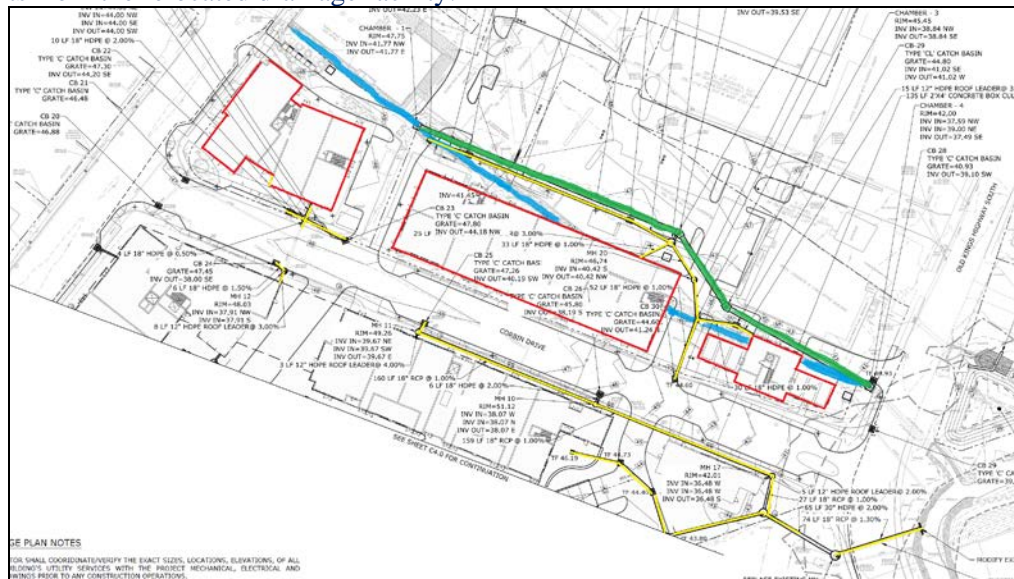 INV IN=44.00 NW
INV IN=44.00 SE
INV OUT=44.00 SW
10 LF 18" HDPE @ 2.00%
CB 22
TYPE 'C' CATCH BASIN
GRATE=47.30
INV OUT=44.20 SE
CB 21
TYPE 'C' CATCH BASIN
GRATE=46.46
CB 20
CATCH BASIN
GRATE=46.88
CHAMBER - 1
RIM=47.75
INV IN=41.77 NW
INV OUT=41.77 E
INV OUT=39.53 SE
CHAMBER - 3
RIM=45.45
INV IN=38.84 NW
INV OUT=38.84 SE
CB-29
TYPE 'CL' CATCH BASIN
GRATE=44.80
INV IN=41.02 SE
INV OUT=41.02 W
15 LF 12" HDPE ROOF LEADER@
135 LF 2'X4' CONCRETE BOX CUL
CHAMBER - 4
RIM=42.00
INV IN=37.59 NW
INV IN=39.00 NE
INV OUT=37.49 SE
CB 28
TYPE 'C' CATCH BASIN
GRATE=40.93
INV OUT=39.10 SW
OLD KINGS HIGHWAY SOUTH
INV=41.45
CB 23
TYPE 'C' CATCH BASIN
GRATE=47.80
25 LF
INV OUT=44.18 NW
@ 3.00%
33 LF 18" HDPE @ 1.00%
CB 25
TYPE 'C' CATCH BAS
GRATE=47.26
INV OUT=40.19 SW
MH 20
RIM=46.74
INV IN=40.42 S
INV OUT=40.42 NW
52 LF 18" HDPE @ 1.00%
CB 26
'C' CATCH BASIN
GRATE=45.80
38.19 S
CB 30
TYPE 'C' CATCH BASIN
GRATE=44.60
INV OUT=41.24
4 LF 18" HDPE @ 0.50%
CB 24
GRATE=47.45
INV OUT=38.00 SE
6 LF 18" HDPE @ 1.50%
MH 12
RIM=48.03
INV IN=37.91 NW
INV OUT=37.91 S
8 LF 12" HDPE ROOF LEADER@ 3.00%
CORBIN DRIVE
MH 11
RIM=49.26
INV IN=39.67 NE
INV IN=39.67 SW
INV OUT=39.67 E
3 LF 12" HDPE ROOF LEADER@ 4.00%
160 LF 18" RCP @ 1.00%
6 LF 18" HDPE @ 2.00%
MH 10
RIM=51.12
INV IN=38.07 W
INV IN=38.07 N
INV OUT=38.07 E
159 LF 18" RCP @ 1.00%
TF 44.60
LF 18" HDPE @ 1.00%
SEE SHEET C4.0 FOR CONTINUATION
TF 46.19
TF 44.73
MH 17
RIM=42.01
INV IN=36.48 W
INV IN=36.48 W
INV OUT=36.48 S
5 LF 12" HDPE ROOF LEADER@ 2.00%
27 LF 18" RCP @ 1.00%
65 LF 30" HDPE @ 2.00%
74 LF 18" RCP @ 1.30%
CB 29
TYPE 'C' CA
GRATE=39.
GE PLAN NOTES
TOR SHALL COORDINATE/VERIFY THE EXACT SIZES, LOCATIONS, ELEVATIONS, OF ALL
BUILDING'S UTILITY SERVICES WITH THE PROJECT MECHANICAL, ELECTRICAL AND
WINGS PRIOR TO ANY CONSTRUCTION OPERATIONS.
MODIFY EX